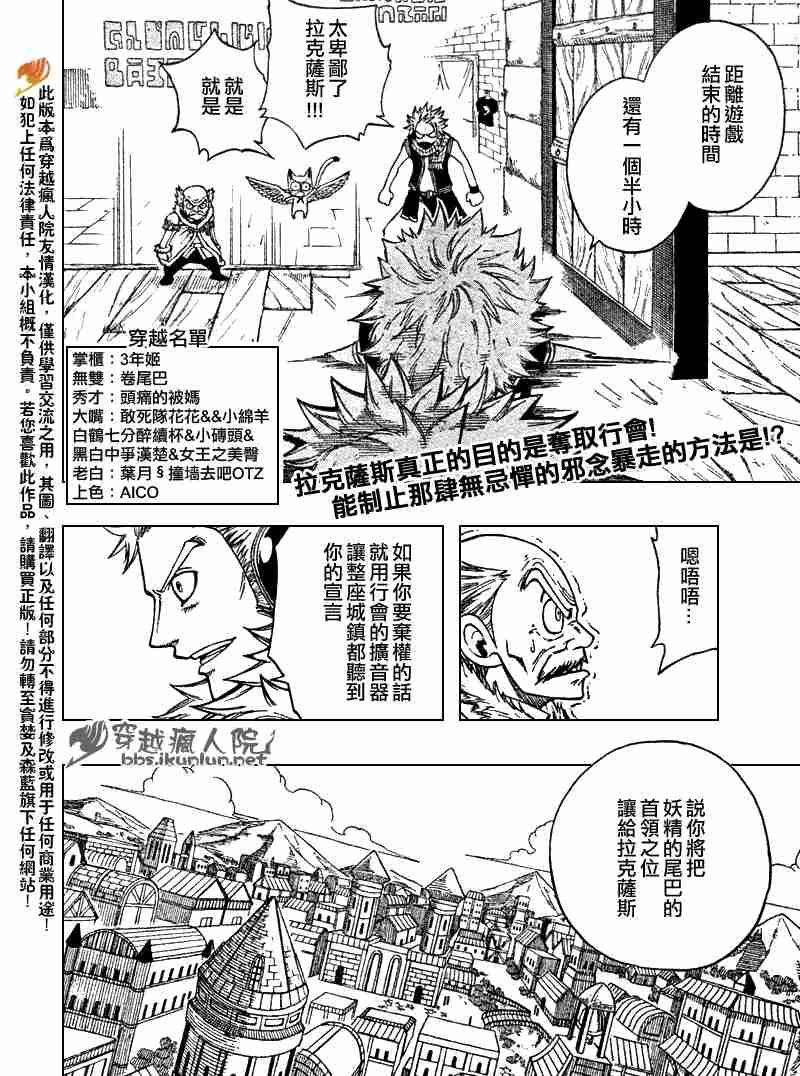 距離遊戲
結束的時間
還有一個半小時
太卑鄙了
拉克薩斯!!!
就是
就是
穿越名單
掌櫃：3年姬
無雙：卷尾巴
秀才：頭痛的被媽
大嘴：敢死隊花花&&小綿羊
白鶴七分醉續杯&小磚頭&
黑白中爭漢楚&女王之美臀
老白：葉月§撞墙去吧OTZ
上色：AICO
拉克薩斯真正的目的是奪取行會!
能制止那肆無忌憚的邪念暴走的方法是!?
嗯唔唔…
如果你要棄權的話
就用行會的擴音器
讓整座城鎮都聽到
你的宣言
穿越瘋人院
bbs.ikunlun.net
説你將把
妖精的尾巴的
首領之位
讓給拉克薩斯
此版本爲穿越瘋人院友情漢化，僅供學習交流之用，其圖、翻譯以及任何部分不得進行修改或用于任何商業用途！
如犯上任何法律責任，本小組概不負責。若您喜歡此作品，請購買正版！請勿轉至貪婪及森藍旗下任何網站！